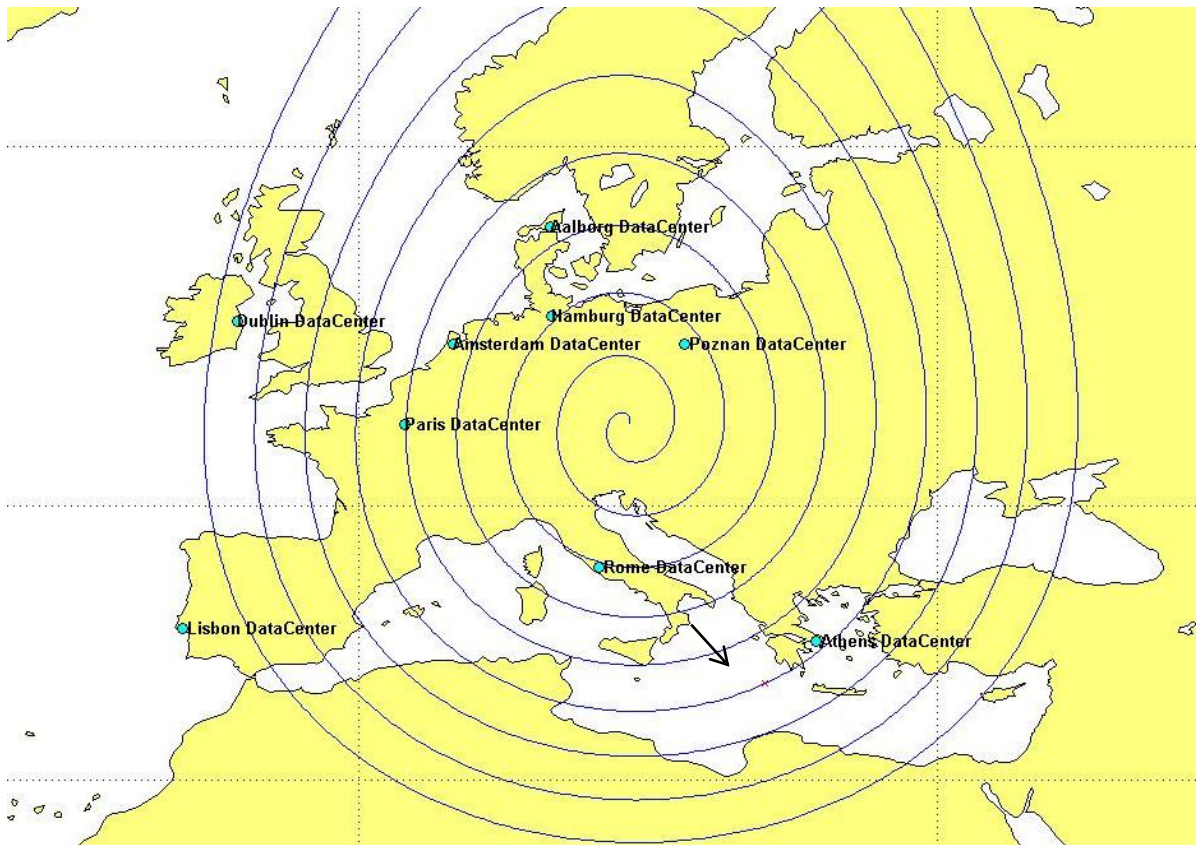 Aalborg DataCenter
Hamburg DataCenter
Dublin DataCenter
Amsterdam DataCenter
Poznan DataCenter
Paris DataCenter
Rome DataCenter
Lisbon DataCenter
Athens DataCenter